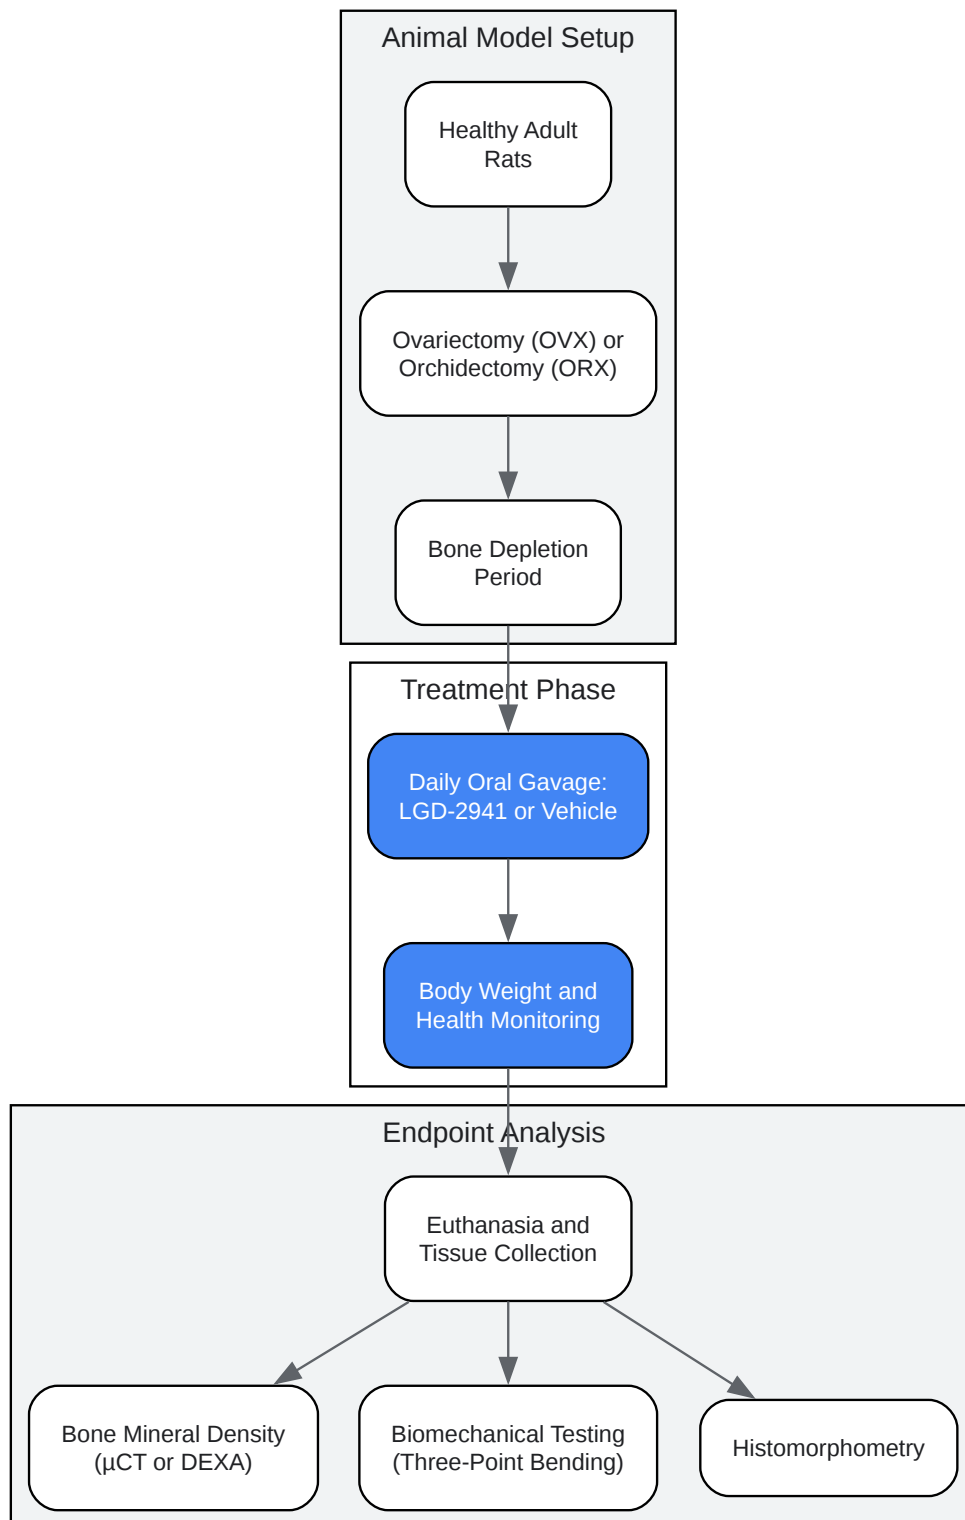 Animal Model Setup
Healthy Adult
Rats
Ovariectomy (OVX) or
Orchidectomy (ORX)
Bone Depletion
Period
Treatment Phase
Daily Oral Gavage:
LGD-2941 or Vehicle
Body Weight and
Health Monitoring
Endpoint Analysis
Euthanasia and
Tissue Collection
Bone Mineral Density
(µCT or DEXA)
Biomechanical Testing
(Three-Point Bending)
Histomorphometry